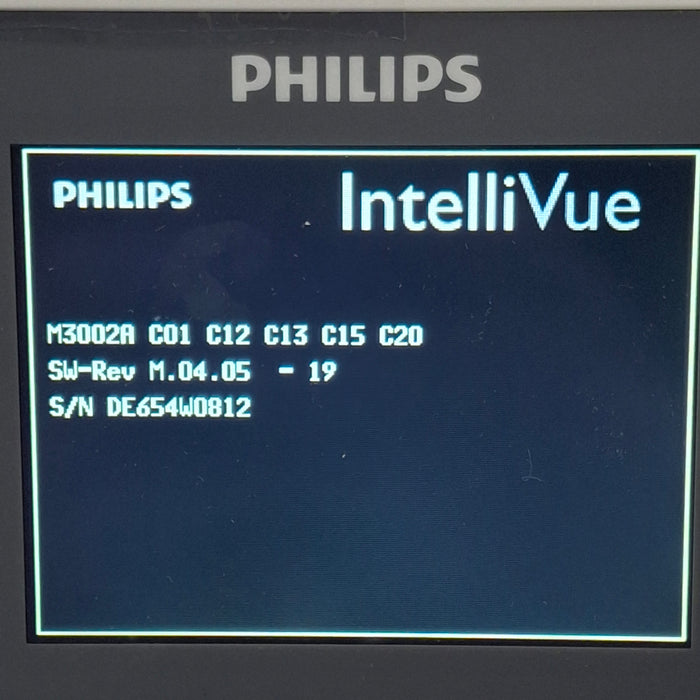 PHILIPS
PHILIPS IntelliVue
M3002A C01 C12 C13 C15 C20
SW-Rev M.04.05 - 19
S/N DE654W0812